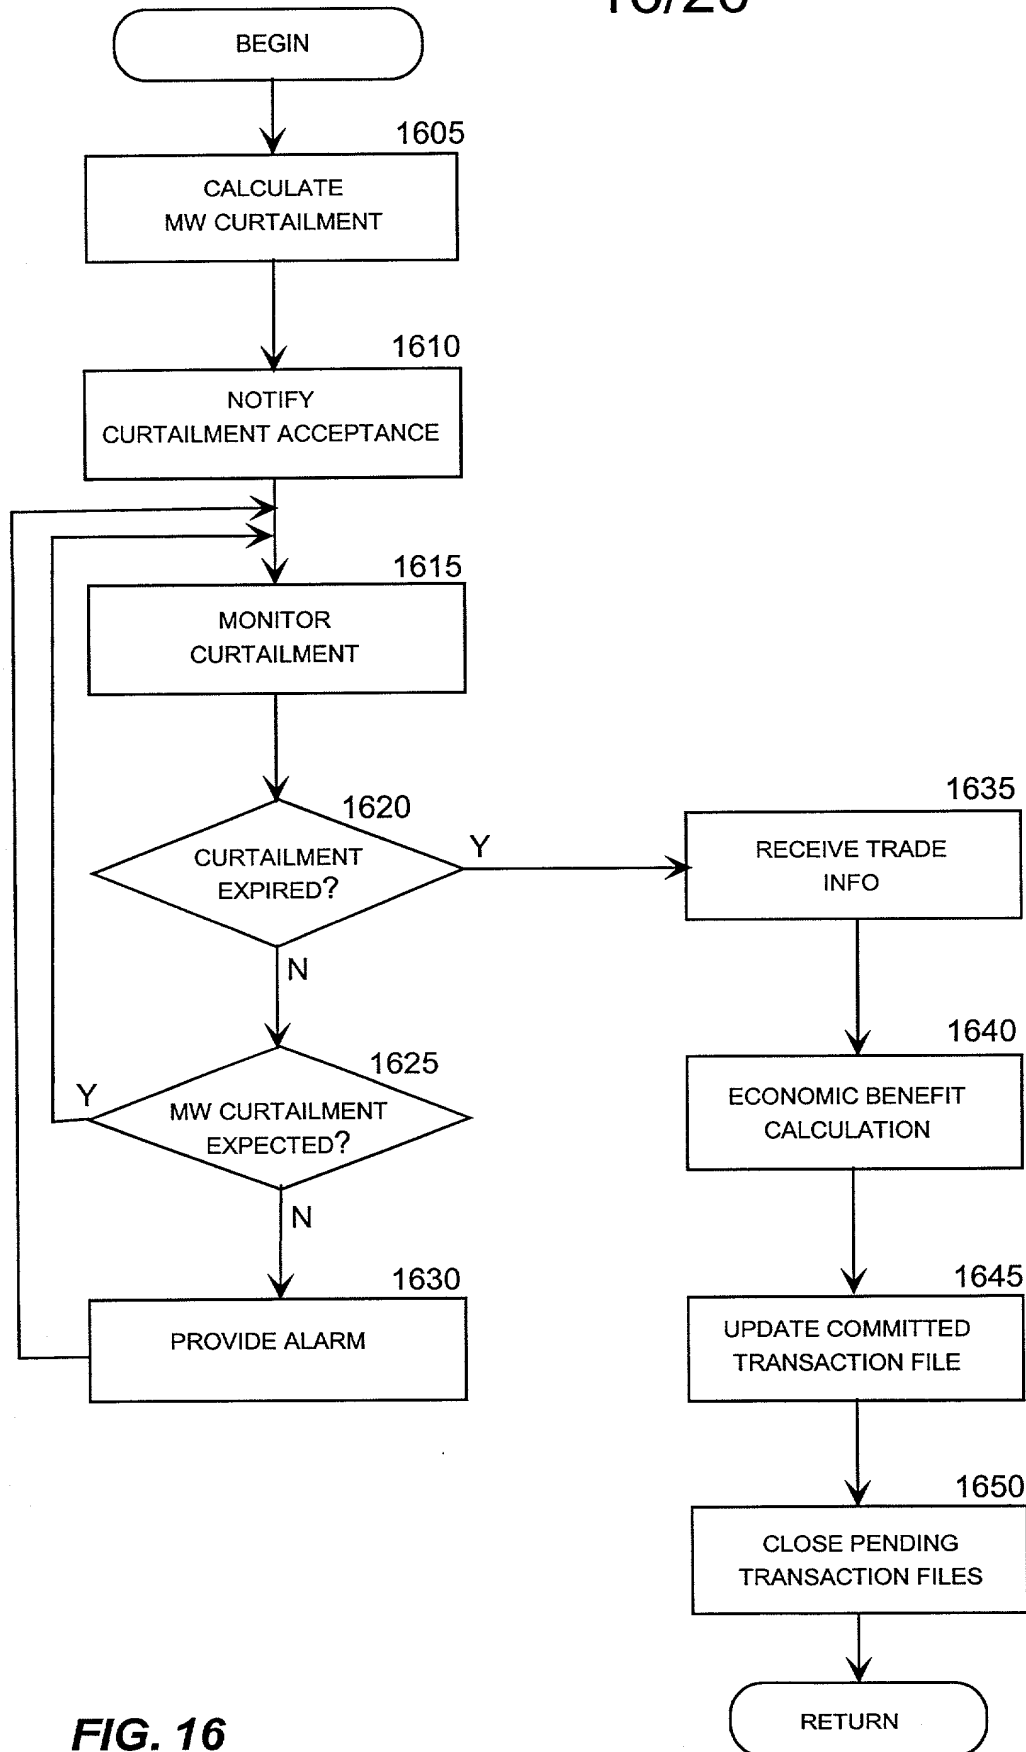 BEGIN
1605
CALCULATE
MW CURTAILMENT
1610
NOTIFY
CURTAILMENT ACCEPTANCE
1615
MONITOR
CURTAILMENT
1620
CURTAILMENT
EXPIRED?
Y
N
1625
MW CURTAILMENT
EXPECTED?
Y
N
1630
PROVIDE ALARM
1635
RECEIVE TRADE
INFO
1640
ECONOMIC BENEFIT
CALCULATION
1645
UPDATE COMMITTED
TRANSACTION FILE
1650
CLOSE PENDING
TRANSACTION FILES
RETURN
FIG. 16